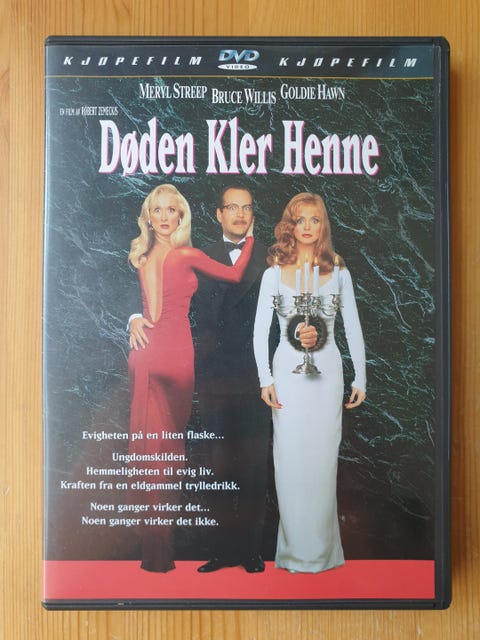 KJØPEFILM DVD VIDEO KJØPEFILM
MERYL STREEP BRUCE WILLIS GOLDIE HAWN
EN FILM AV ROBERT ZEMECKIS
Døden Kler Henne
Evigheten på en liten flaske...
Ungdomskilden.
Hemmeligheten til evig liv.
Kraften fra en eldgammel trylledrikk.
Noen ganger virker det...
Noen ganger virker det ikke.